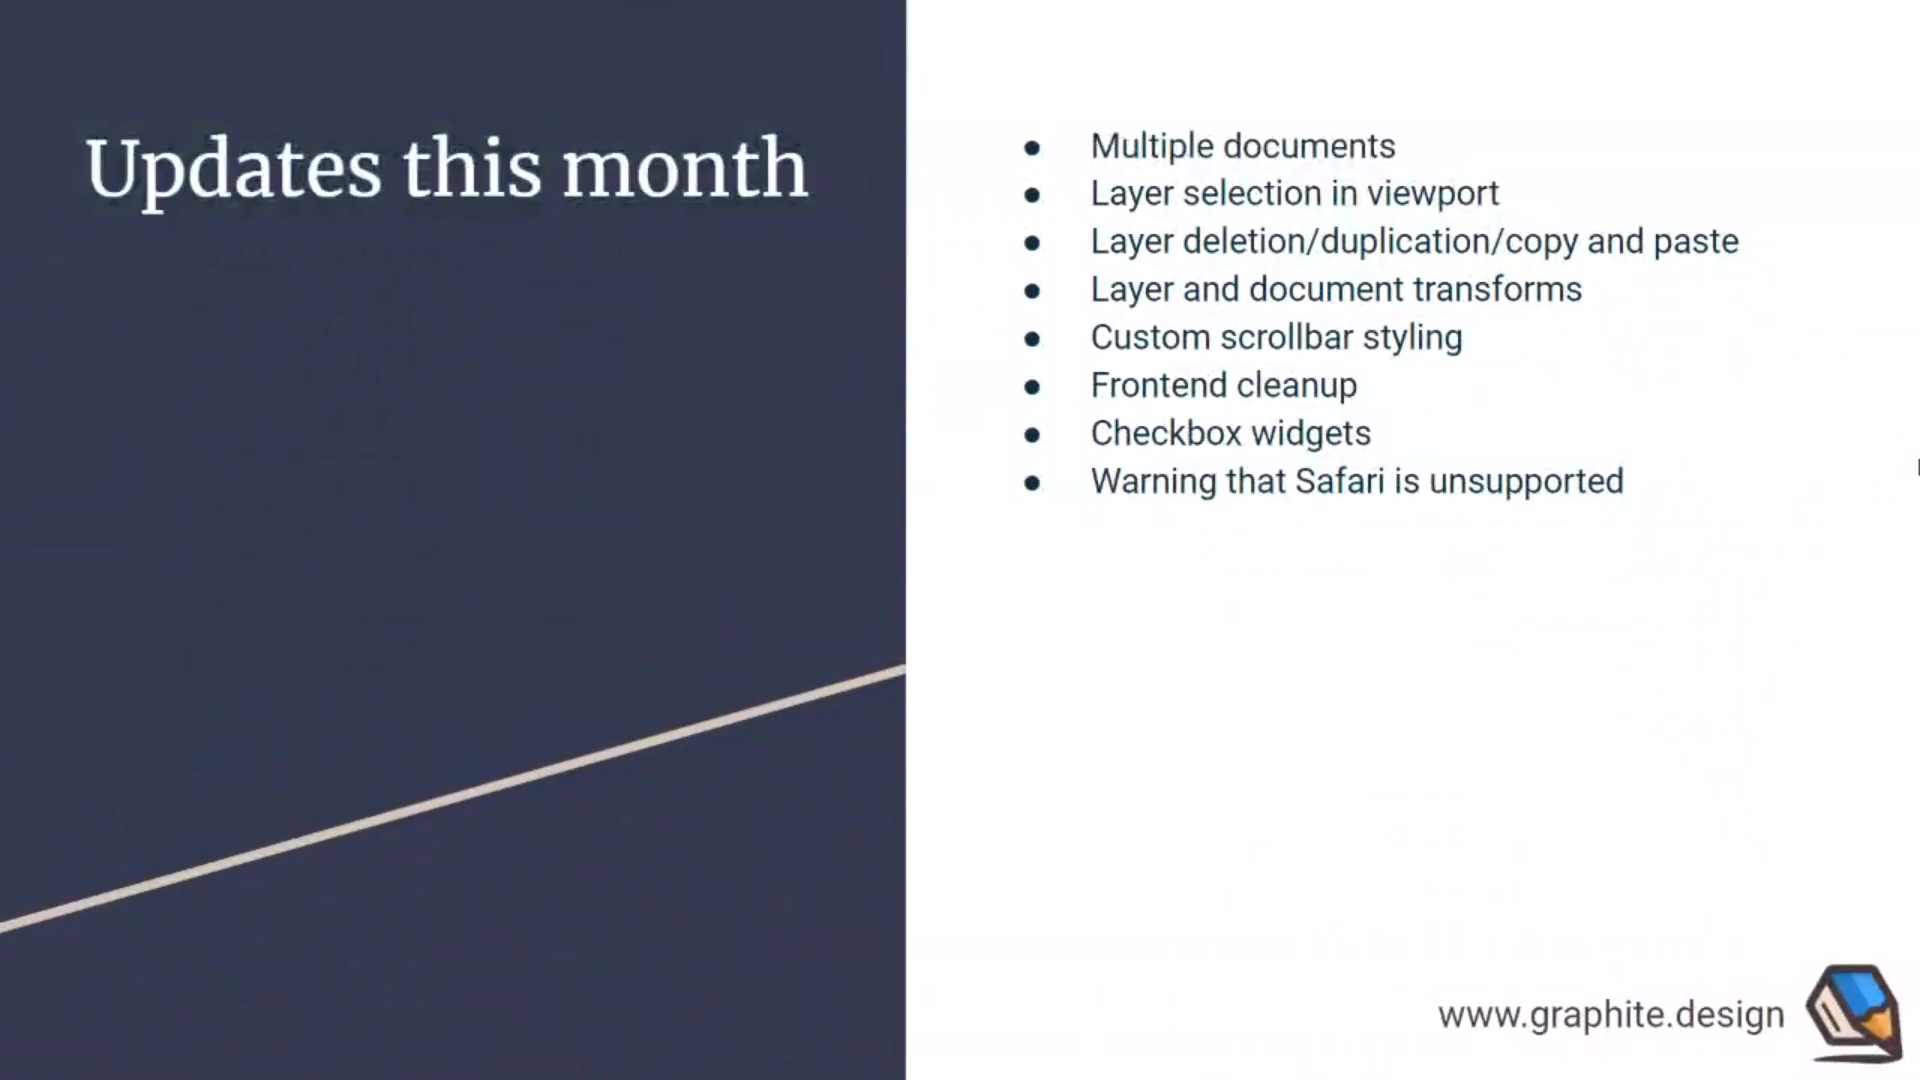 Updates this month
● Multiple documents
● Layer selection in viewport
● Layer deletion/duplication/copy and paste
● Layer and document transforms
● Custom scrollbar styling
● Frontend cleanup
● Checkbox widgets
● Warning that Safari is unsupported
www.graphite.design